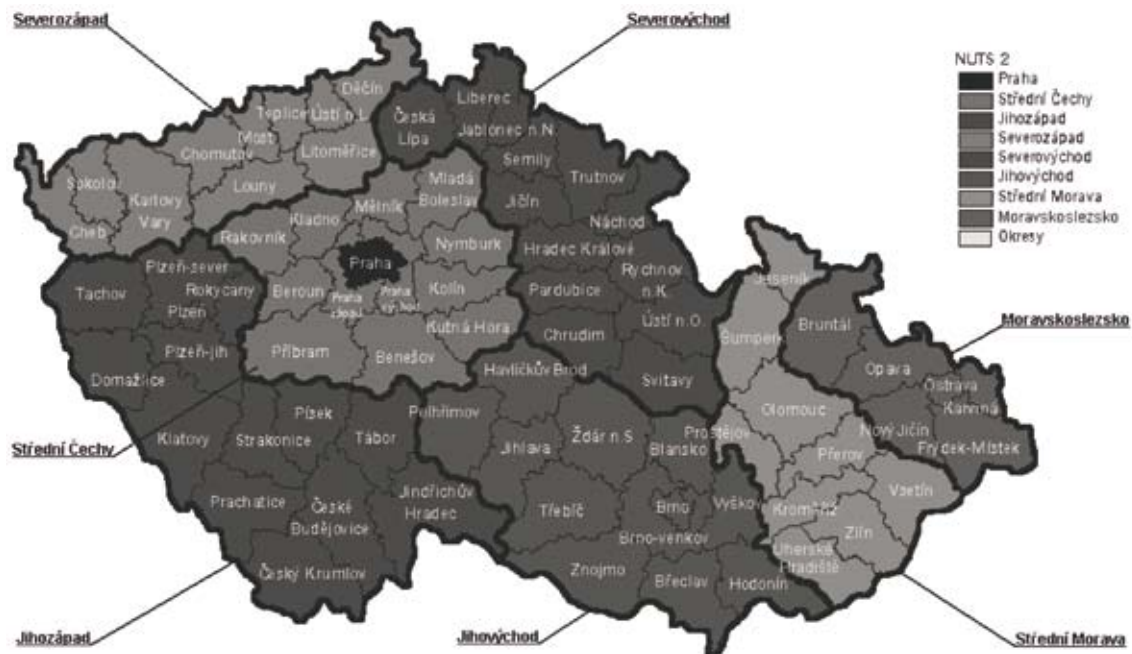 Severozápad
Severovýchod
NUTS 2
Praha
Střední Čechy
Jihozápad
Severozápad
Severovýchod
Jihovýchod
Střední Morava
Moravskoslezsko
Okresy
Děčín
Teplice
Ústí n.L
Most
Chomutov
Litoměřice
Louny
Sokolov
Karlovy
Vary
Cheb
Česká
Lípa
Liberec
Jablonec n.N.
Semily
Trutnov
Jičín
Náchod
Hradec Králové
Rychnov
n.K
Pardubice
Ústí n.O.
Chrudim
Svitavy
Mladá
Boleslav
Mělník
Kladno
Rakovník
Nymburk
Praha
Beroun
Praha
západ
Praha
východ
Kolín
Kutná Hora
Příbram
Benešov
Plzeň-sever
Tachov
Rokycany
Plzeň
Plzeň-jih
Domažlice
Klatovy
Písek
Strakonice
Tábor
Prachatice
České
Budějovice
Jindřichův
Hradec
Český Krumlov
Havlíčkův Brod
Pelhřimov
Jihlava
Žďár n.S
Blansko
Třebíč
Brno
Vyškov
Brno-venkov
Znojmo
Břeclav
Hodonín
Jeseník
Šumperk
Olomouc
Prostějov
Přerov
Kroměříž
Vsetín
Zlín
Uherské
Hradiště
Bruntál
Opava
Ostrava
Karviná
Nový Jičín
Frýdek-Místek
Moravskoslezsko
Střední Čechy
Jihozápad
Jihovýchod
Střední Morava